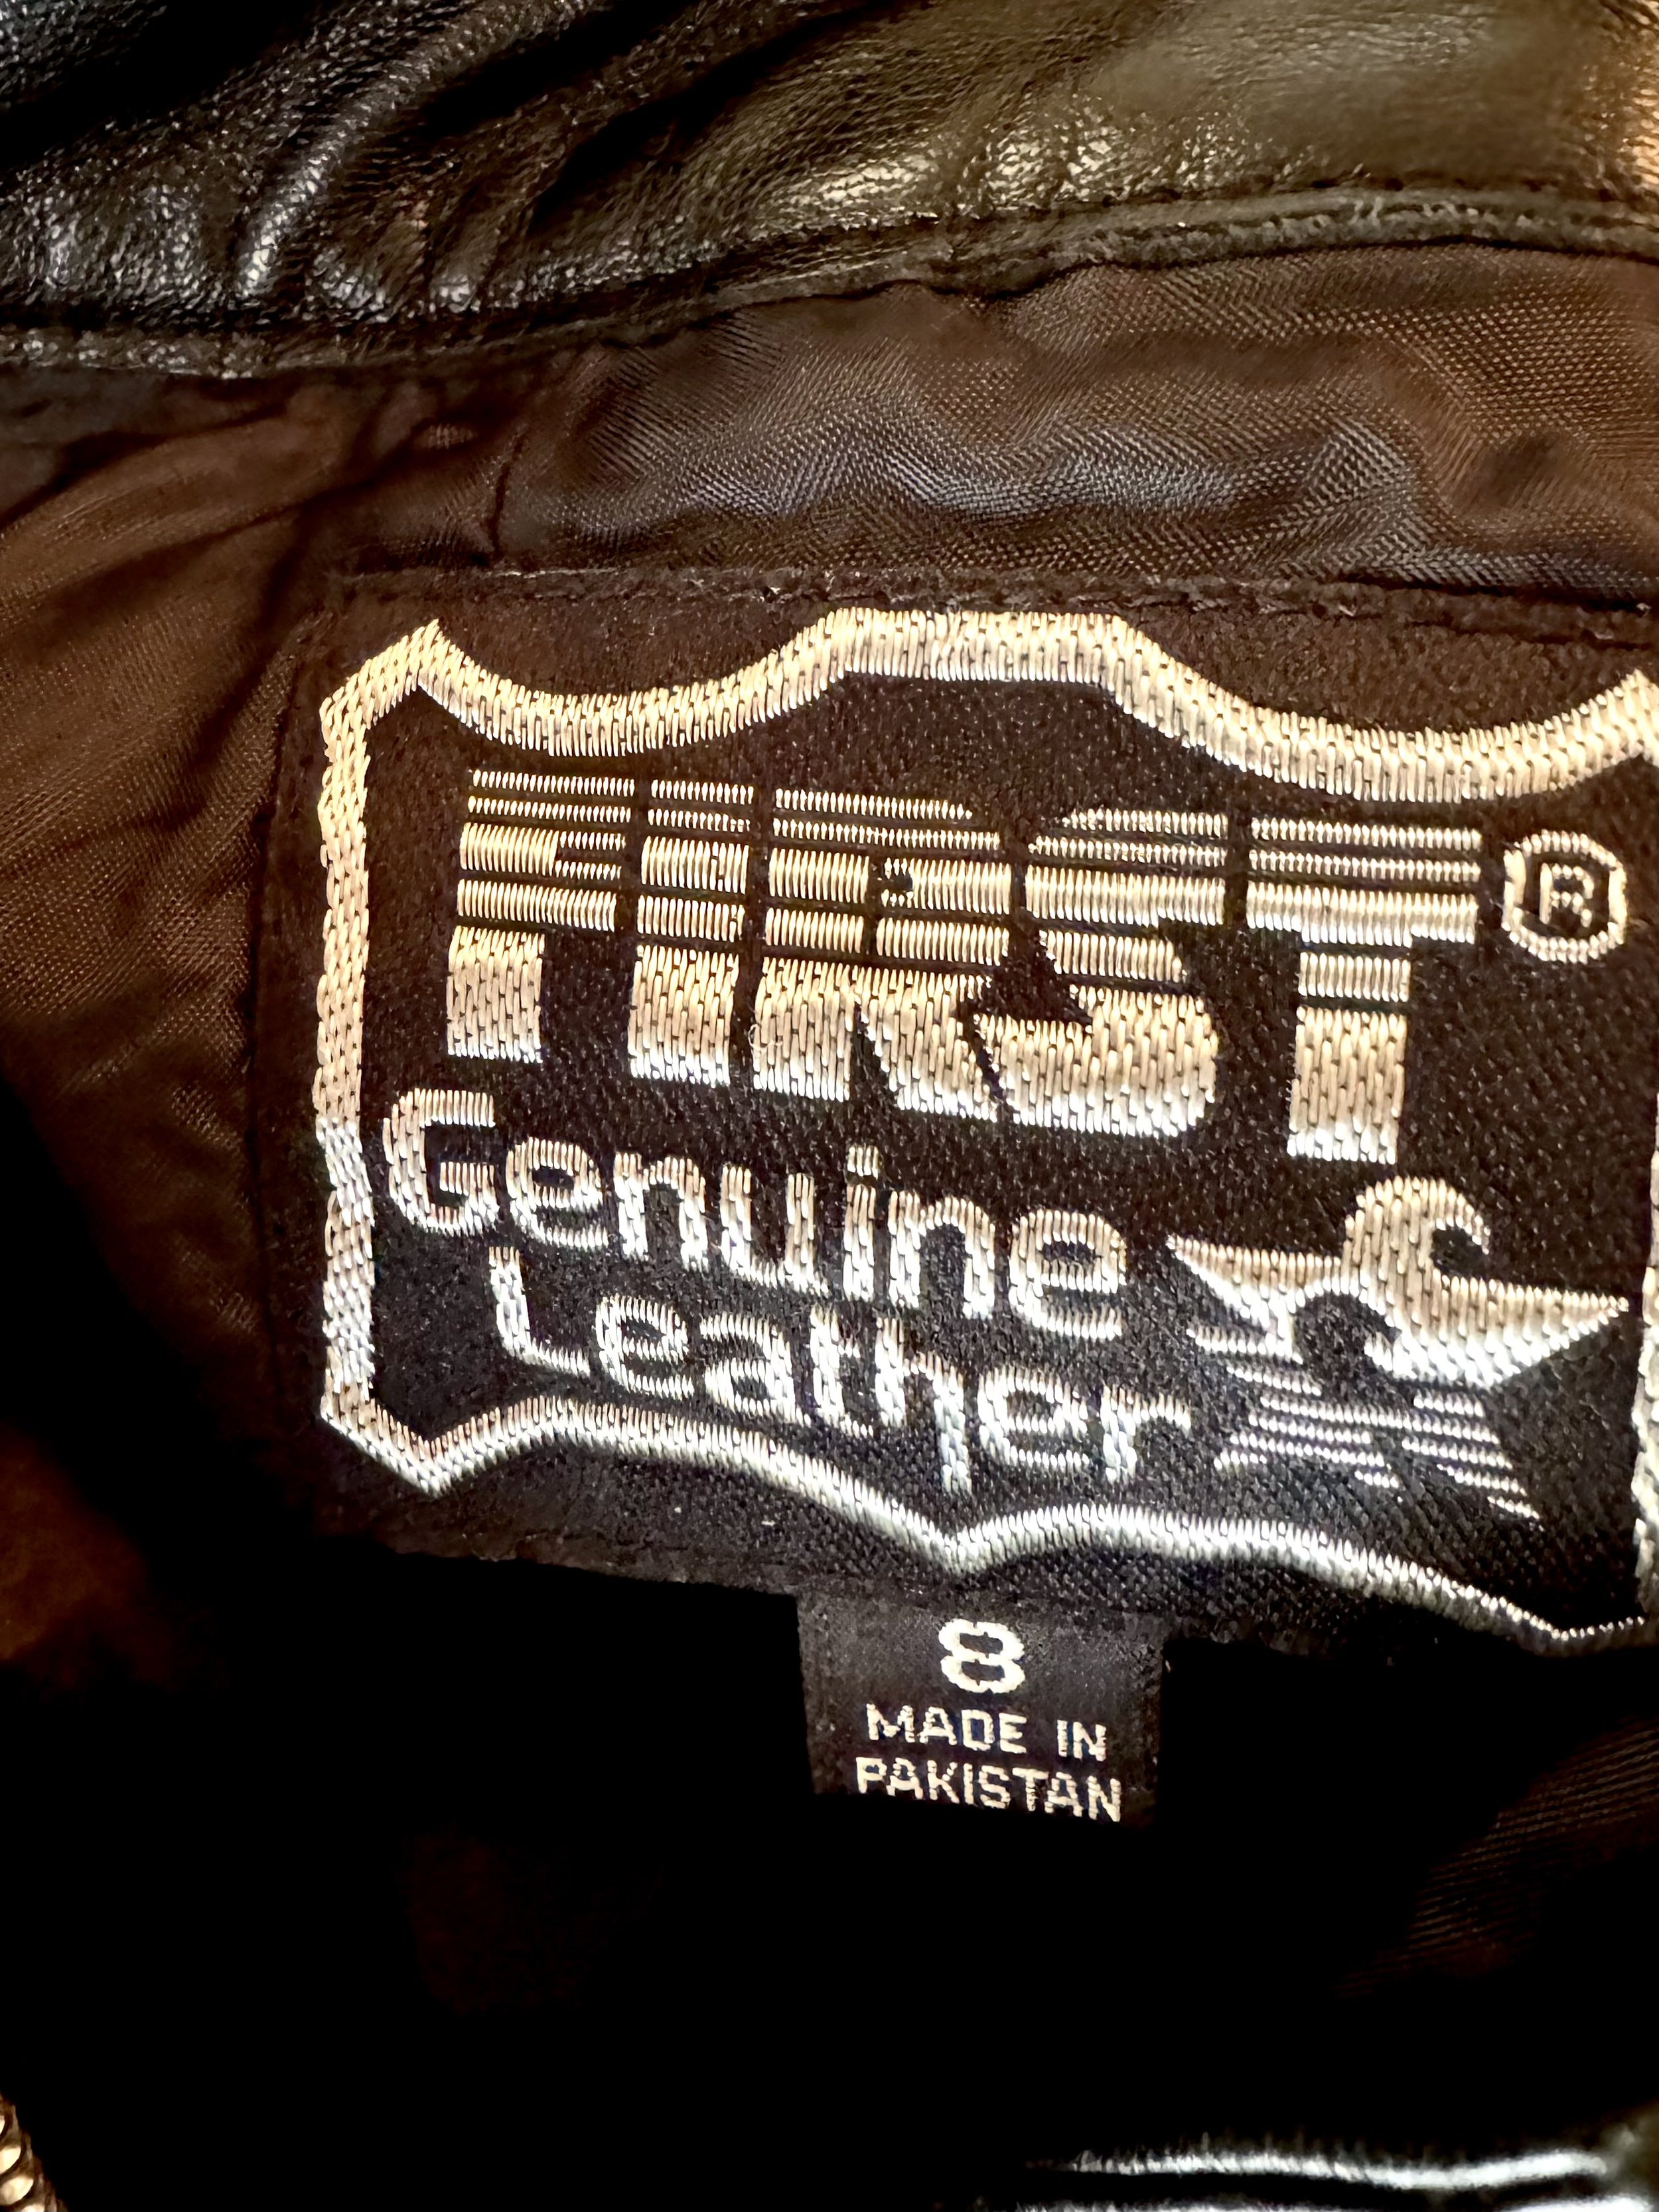 FIRST®
Genuine
Leather
8
MADE IN
PAKISTAN